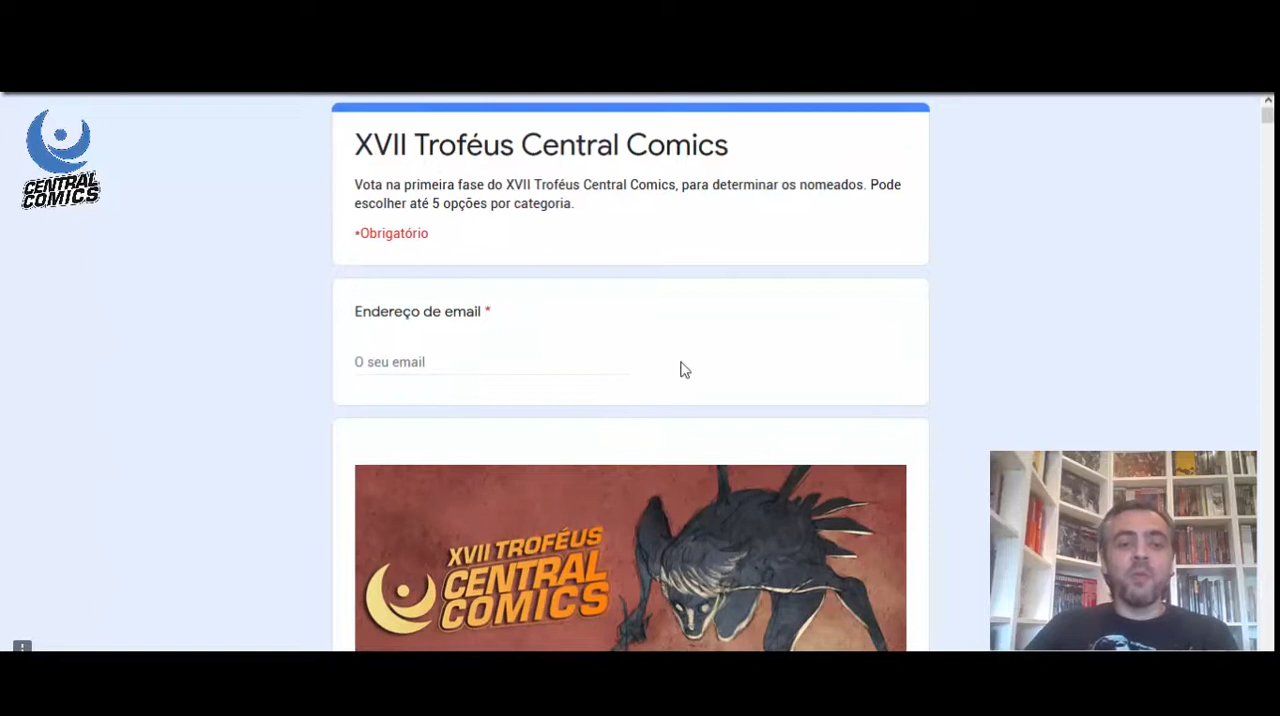 CENTRAL
COMICS
XVII Troféus Central Comics
Vota na primeira fase do XVII Troféus Central Comics, para determinar os nomeados. Pode
escolher até 5 opções por categoria.
*Obrigatório
Endereço de email *
O seu email
XVII TROFÉUS
CENTRAL
COMICS